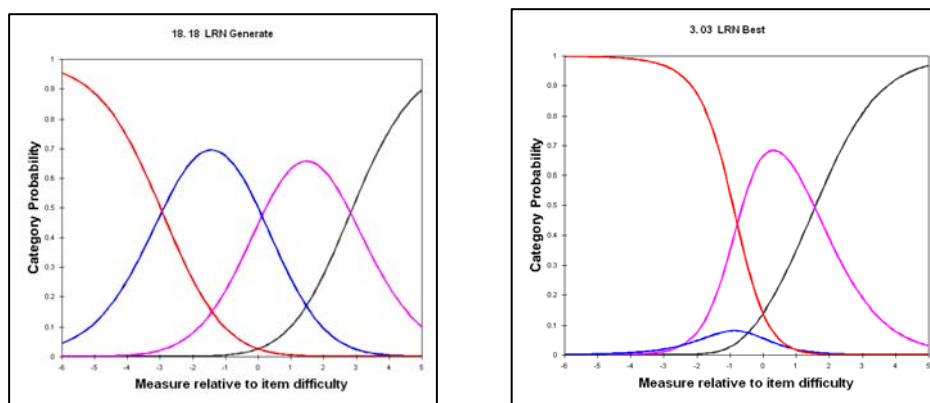 18. 18 LRN Generate
1
0.9
0.8
0.7
0.6
0.5
0.4
0.3
0.2
0.1
0
Category Probability
-6 -5 -4 -3 -2 -1 0 1 2 3 4 5
Measure relative to item difficulty
3. 03 LRN Best
1
0.9
0.8
0.7
0.6
0.5
0.4
0.3
0.2
0.1
0
Category Probability
-6 -5 -4 -3 -2 -1 0 1 2 3 4 5
Measure relative to item difficulty